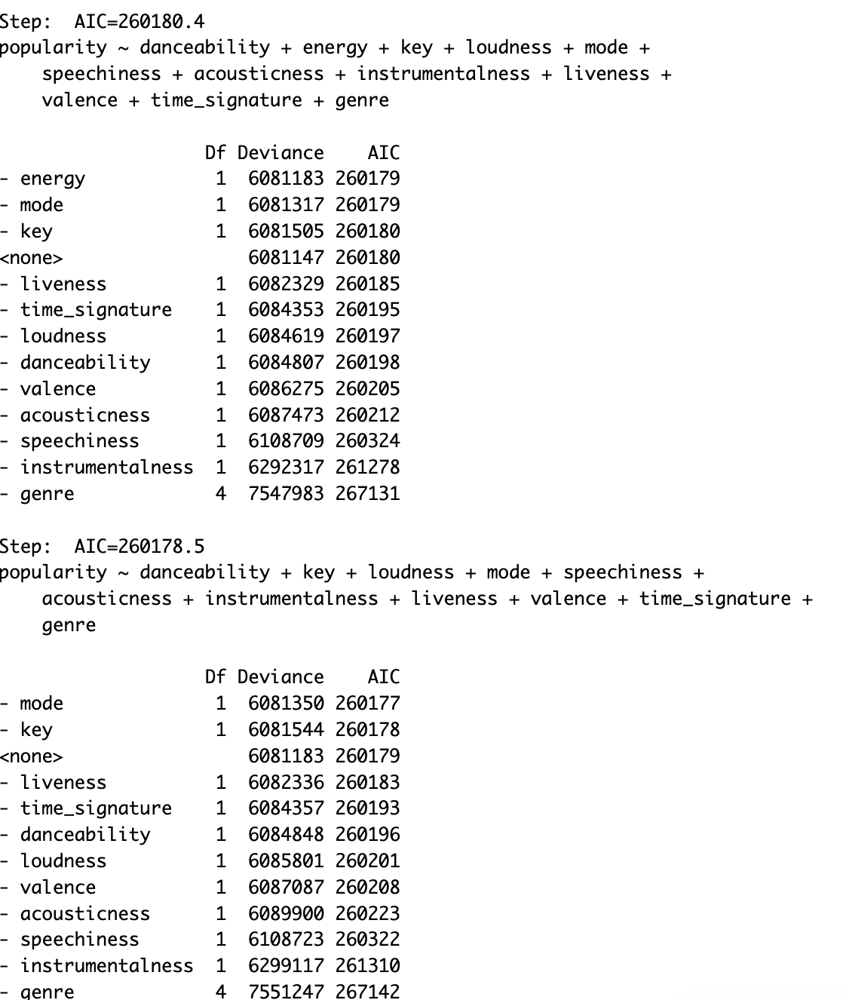 Step:  AIC=260180.4
popularity ~ danceability + energy + key + loudness + mode +
    speechiness + acousticness + instrumentalness + liveness +
    valence + time_signature + genre

                   Df Deviance    AIC
- energy            1  6081183 260179
- mode              1  6081317 260179
- key               1  6081505 260180
<none>                 6081147 260180
- liveness          1  6082329 260185
- time_signature    1  6084353 260195
- loudness          1  6084619 260197
- danceability      1  6084807 260198
- valence           1  6086275 260205
- acousticness      1  6087473 260212
- speechiness       1  6108709 260324
- instrumentalness  1  6292317 261278
- genre             4  7547983 267131

Step:  AIC=260178.5
popularity ~ danceability + key + loudness + mode + speechiness +
    acousticness + instrumentalness + liveness + valence + time_signature +
    genre

                   Df Deviance    AIC
- mode              1  6081350 260177
- key               1  6081544 260178
<none>                 6081183 260179
- liveness          1  6082336 260183
- time_signature    1  6084357 260193
- danceability      1  6084848 260196
- loudness          1  6085801 260201
- valence           1  6087087 260208
- acousticness      1  6089900 260223
- speechiness       1  6108723 260322
- instrumentalness  1  6299117 261310
- genre             4  7551247 267142